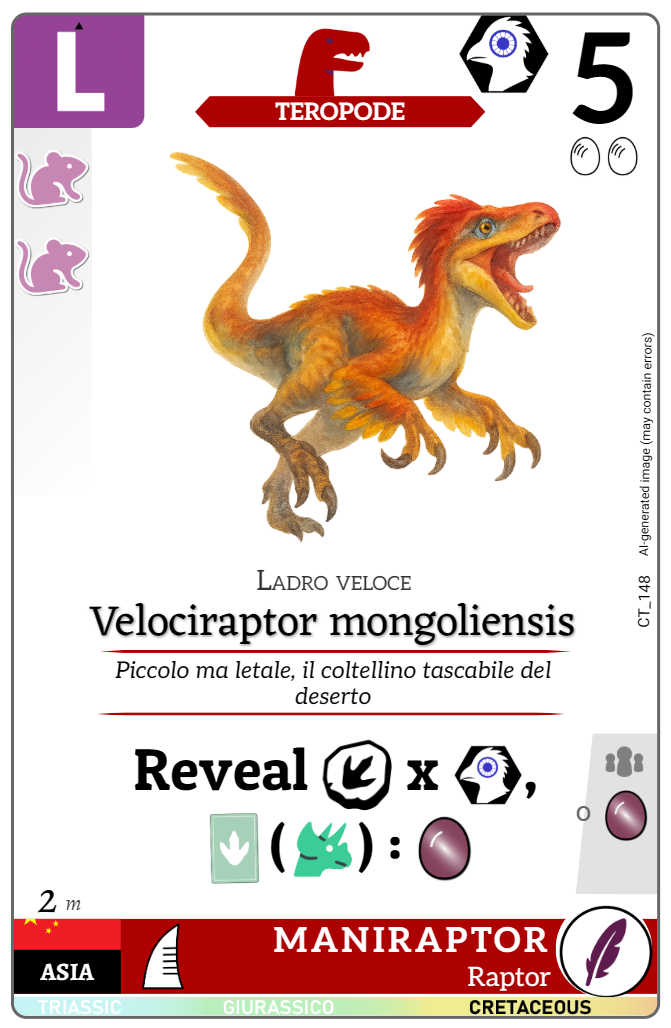 L
TEROPODE
5
AI-generated image (may contain errors)
CT_148
LADRO VELOCE
Velociraptor mongoliensis
Piccolo ma letale, il coltellino tascabile del
deserto
Reveal x ,
( ) :
o
2 m
ASIA
MANIRAPTOR
Raptor
TRIASSIC GIURASSICO CRETACEOUS